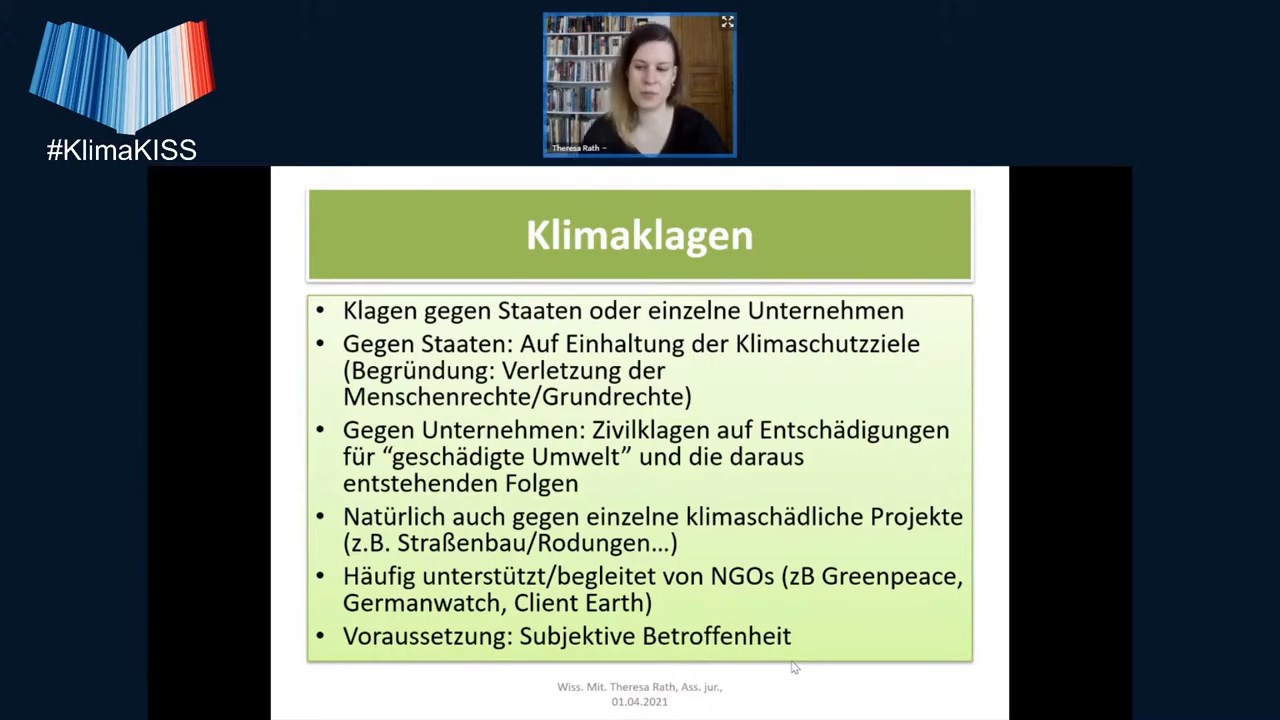 #KlimaKISS
Theresa Rath –
Klimaklagen
• Klagen gegen Staaten oder einzelne Unternehmen
• Gegen Staaten: Auf Einhaltung der Klimaschutzziele
(Begründung: Verletzung der
Menschenrechte/Grundrechte)
• Gegen Unternehmen: Zivilklagen auf Entschädigungen
für “geschädigte Umwelt” und die daraus
entstehenden Folgen
• Natürlich auch gegen einzelne klimaschädliche Projekte
(z.B. Straßenbau/Rodungen...)
• Häufig unterstützt/begleitet von NGOs (zB Greenpeace,
Germanwatch, Client Earth)
• Voraussetzung: Subjektive Betroffenheit
Wiss. Mit. Theresa Rath, Ass. jur.,
01.04.2021